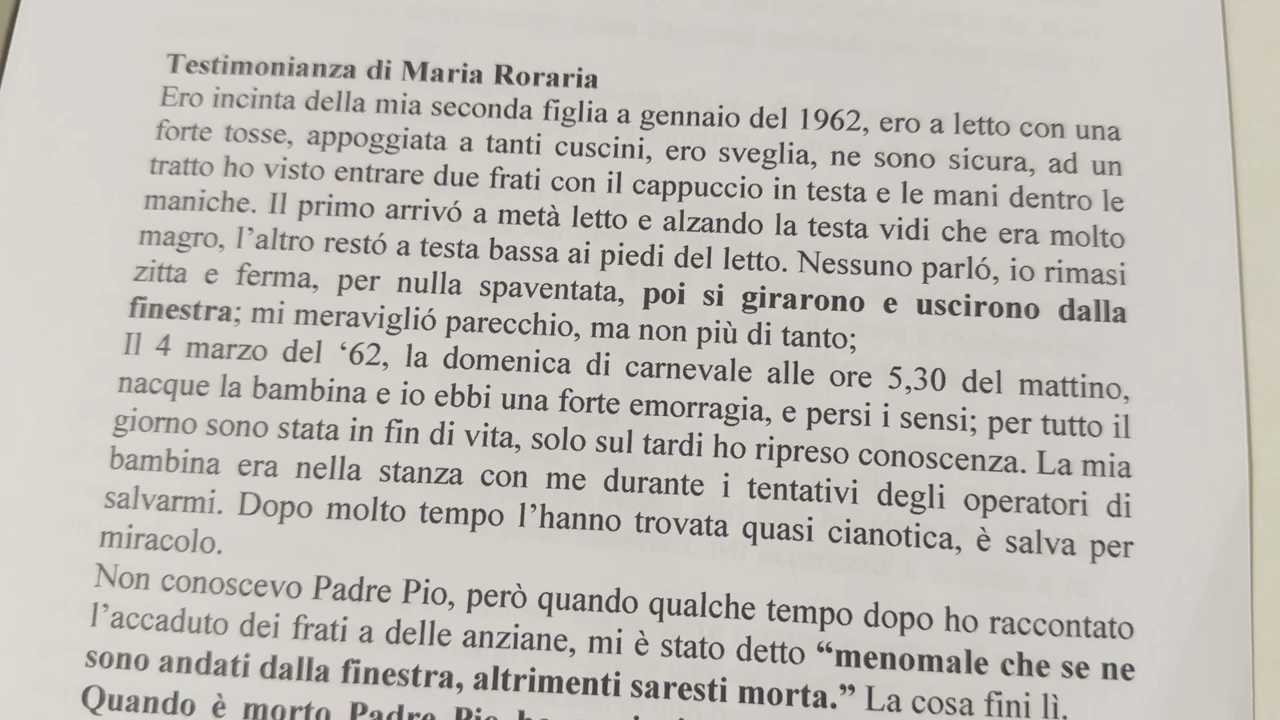 Testimonianza di Maria Roraria
Ero incinta della mia seconda figlia a gennaio del 1962, ero a letto con una
forte tosse, appoggiata a tanti cuscini, ero sveglia, ne sono sicura, ad un
tratto ho visto entrare due frati con il cappuccio in testa e le mani dentro le
maniche. Il primo arrivó a metà letto e alzando la testa vidi che era molto
magro, l’altro restó a testa bassa ai piedi del letto. Nessuno parló, io rimasi
zitta e ferma, per nulla spaventata, poi si girarono e uscirono dalla
finestra; mi meraviglió parecchio, ma non più di tanto;
Il 4 marzo del ‘62, la domenica di carnevale alle ore 5,30 del mattino,
nacque la bambina e io ebbi una forte emorragia, e persi i sensi; per tutto il
giorno sono stata in fin di vita, solo sul tardi ho ripreso conoscenza. La mia
bambina era nella stanza con me durante i tentativi degli operatori di
salvarmi. Dopo molto tempo l’hanno trovata quasi cianotica, è salva per
miracolo.
Non conoscevo Padre Pio, però quando qualche tempo dopo ho raccontato
l’accaduto dei frati a delle anziane, mi è stato detto “menomale che se ne
sono andati dalla finestra, altrimenti saresti morta.” La cosa fini lì.
Quando è morto Padre Pio